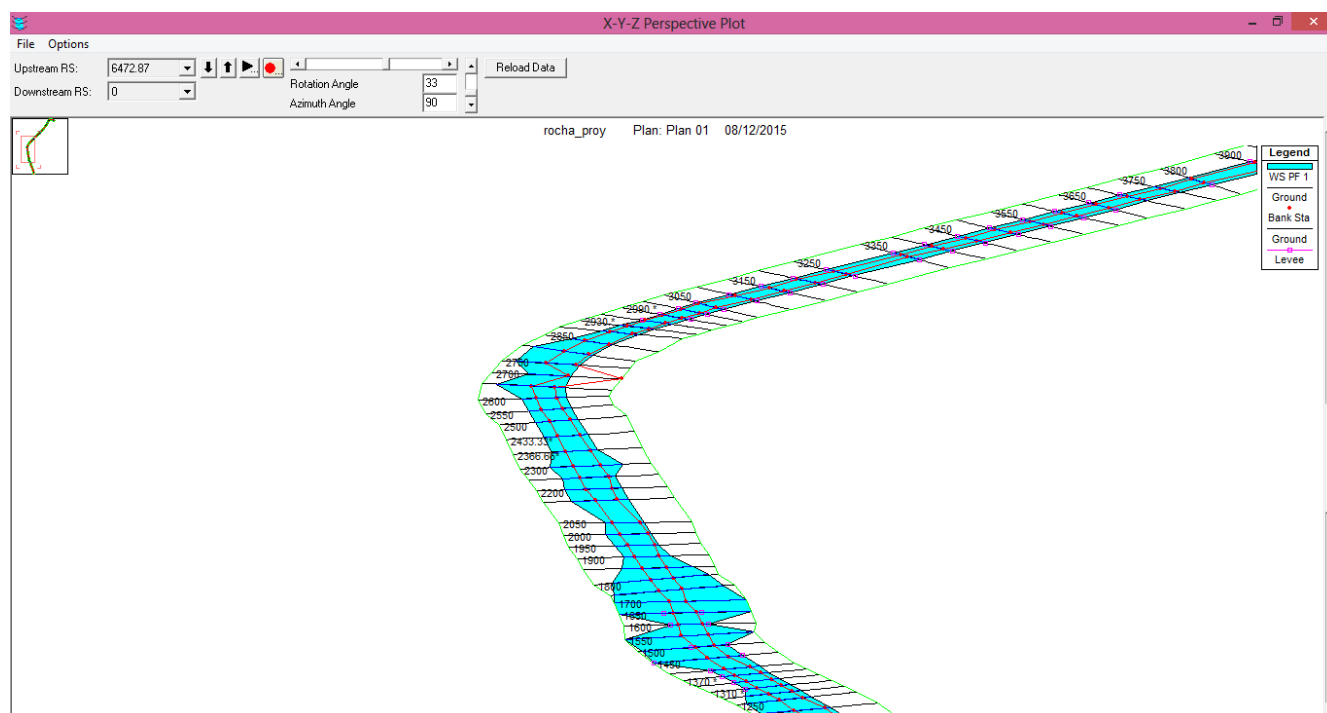 X-Y-Z Perspective Plot
File Options
Upstream RS: 6472.87
Downstream RS: 0
Rotation Angle 33
Azimuth Angle 90
Reload Data
rocha_proy Plan: Plan 01 08/12/2015
Legend
WS PF 1
Ground
Bank Sta
Ground
Levee
3900
3800
3750
3650
3550
3450
3350
3250
3150
3050
2990.*
2930.*
2850
2700
2600
2550
2500
2433.33*
2366.66*
2300
2200
2050
2000
1950
1900
1800
1700
1650
1600
1550
1500
1450
1370.*
1310.*
1250